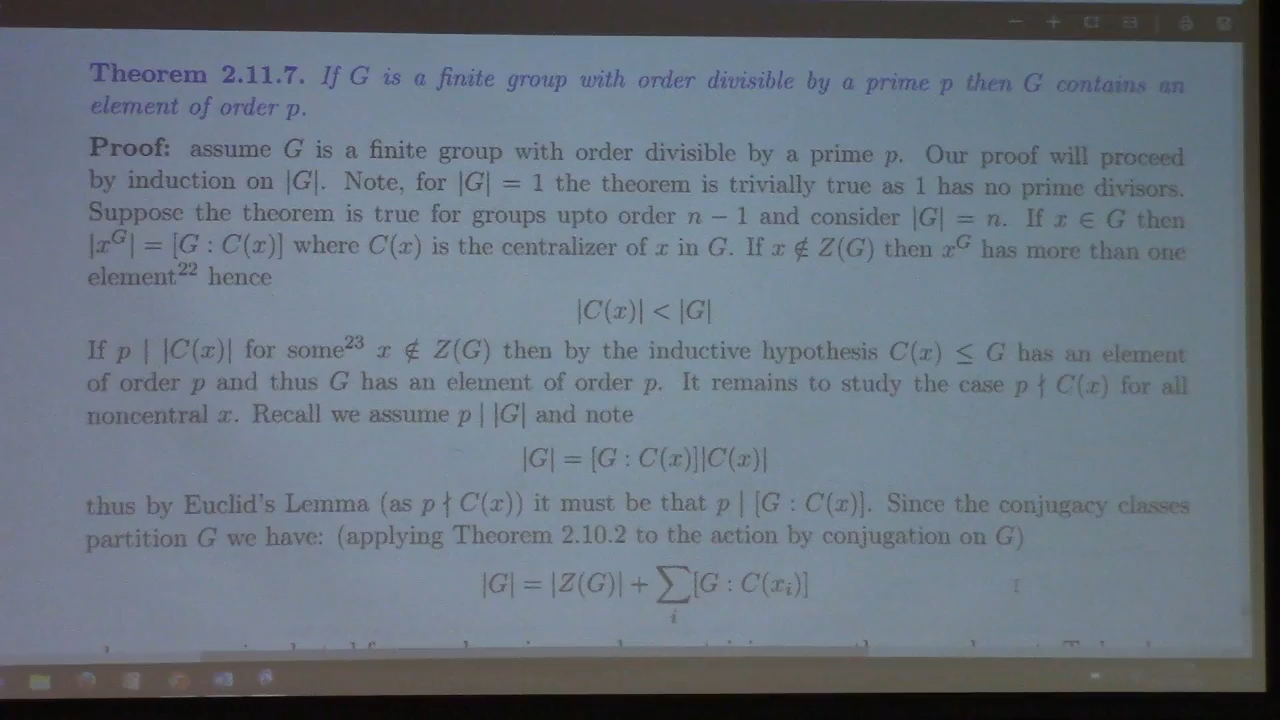 Theorem 2.11.7. If G is a finite group with order divisible by a prime p then G contains an
element of order p.
Proof: assume G is a finite group with order divisible by a prime p. Our proof will proceed
by induction on |G|. Note, for |G| = 1 the theorem is trivially true as 1 has no prime divisors.
Suppose the theorem is true for groups upto order n − 1 and consider |G| = n. If x ∈ G then
|x^G| = [G : C(x)] where C(x) is the centralizer of x in G. If x ∉ Z(G) then x^G has more than one
element^22 hence
|C(x)| < |G|
If p | |C(x)| for some^23 x ∉ Z(G) then by the inductive hypothesis C(x) ≤ G has an element
of order p and thus G has an element of order p. It remains to study the case p ∤ C(x) for all
noncentral x. Recall we assume p | |G| and note
|G| = [G : C(x)]|C(x)|
thus by Euclid's Lemma (as p ∤ C(x)) it must be that p | [G : C(x)]. Since the conjugacy classes
partition G we have: (applying Theorem 2.10.2 to the action by conjugation on G)
|G| = |Z(G)| + ∑_i [G : C(x_i)]